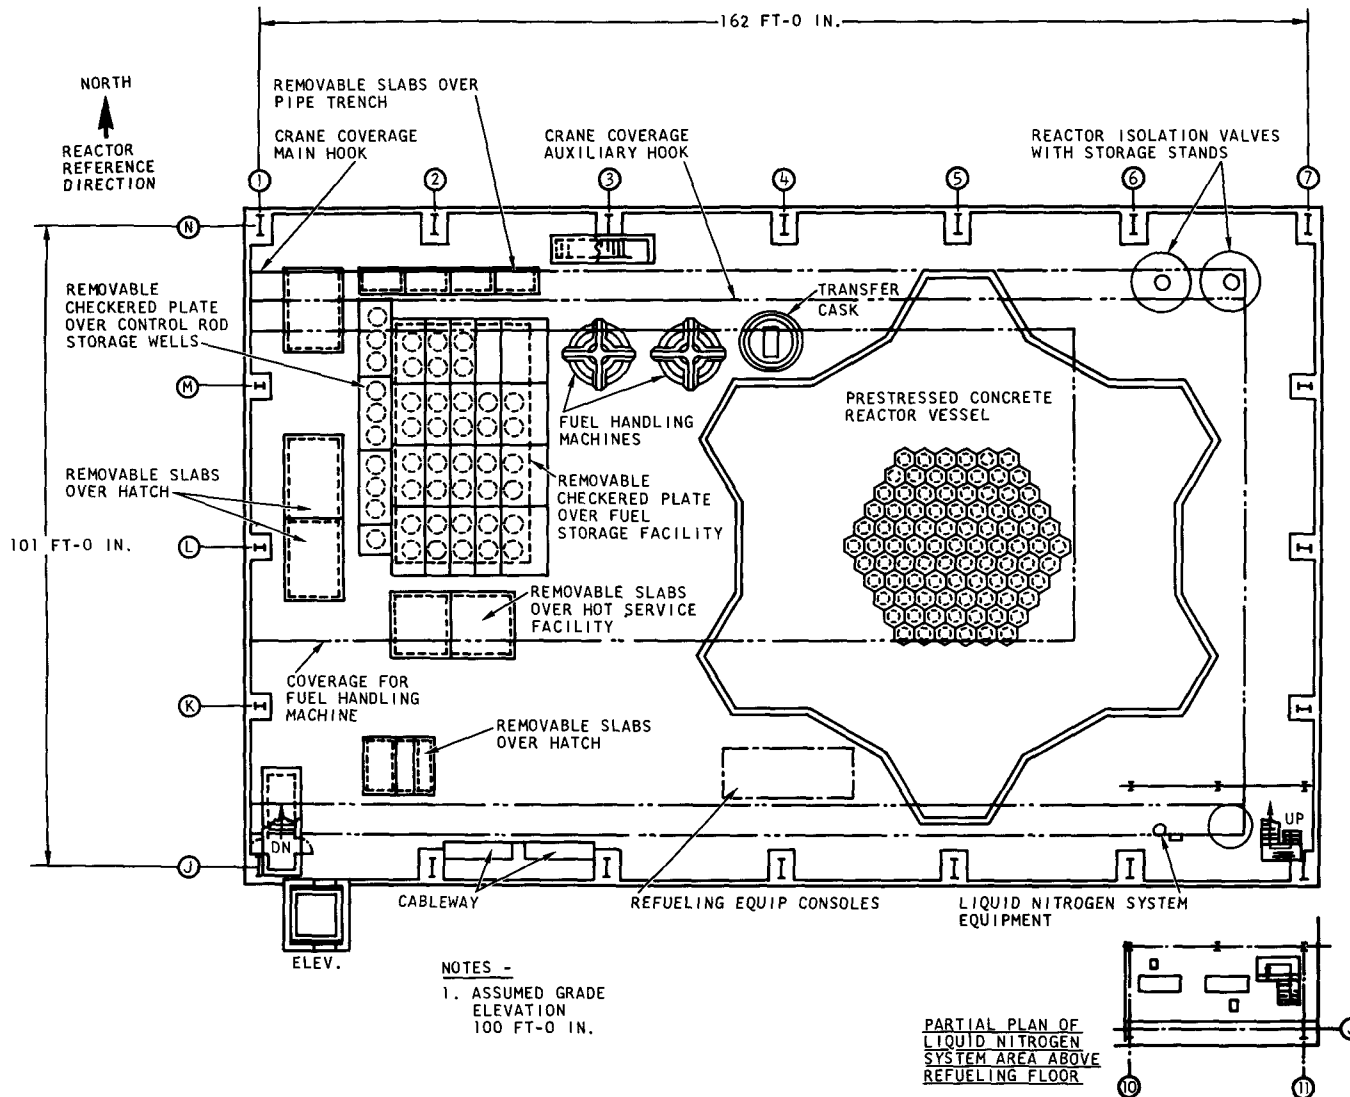 162 FT-0 IN.
NORTH
REACTOR
REFERENCE
DIRECTION
REMOVABLE SLABS OVER
PIPE TRENCH
CRANE COVERAGE
MAIN HOOK
CRANE COVERAGE
AUXILIARY HOOK
REACTOR ISOLATION VALVES
WITH STORAGE STANDS
1
2
3
4
5
6
7
N
REMOVABLE
CHECKERED PLATE
OVER CONTROL ROD
STORAGE WELLS
TRANSFER
CASK
M
PRESTRESSED CONCRETE
REACTOR VESSEL
FUEL HANDLING
MACHINES
REMOVABLE SLABS
OVER HATCH
REMOVABLE
CHECKERED PLATE
OVER FUEL
STORAGE FACILITY
101 FT-0 IN.
L
REMOVABLE SLABS
OVER HOT SERVICE
FACILITY
COVERAGE FOR
FUEL HANDLING
MACHINE
K
REMOVABLE SLABS
OVER HATCH
DN
UP
J
CABLEWAY
REFUELING EQUIP CONSOLES
LIQUID NITROGEN SYSTEM
EQUIPMENT
ELEV.
NOTES -
1. ASSUMED GRADE
ELEVATION
100 FT-0 IN.
PARTIAL PLAN OF
LIQUID NITROGEN
SYSTEM AREA ABOVE
REFUELING FLOOR
J
10
11